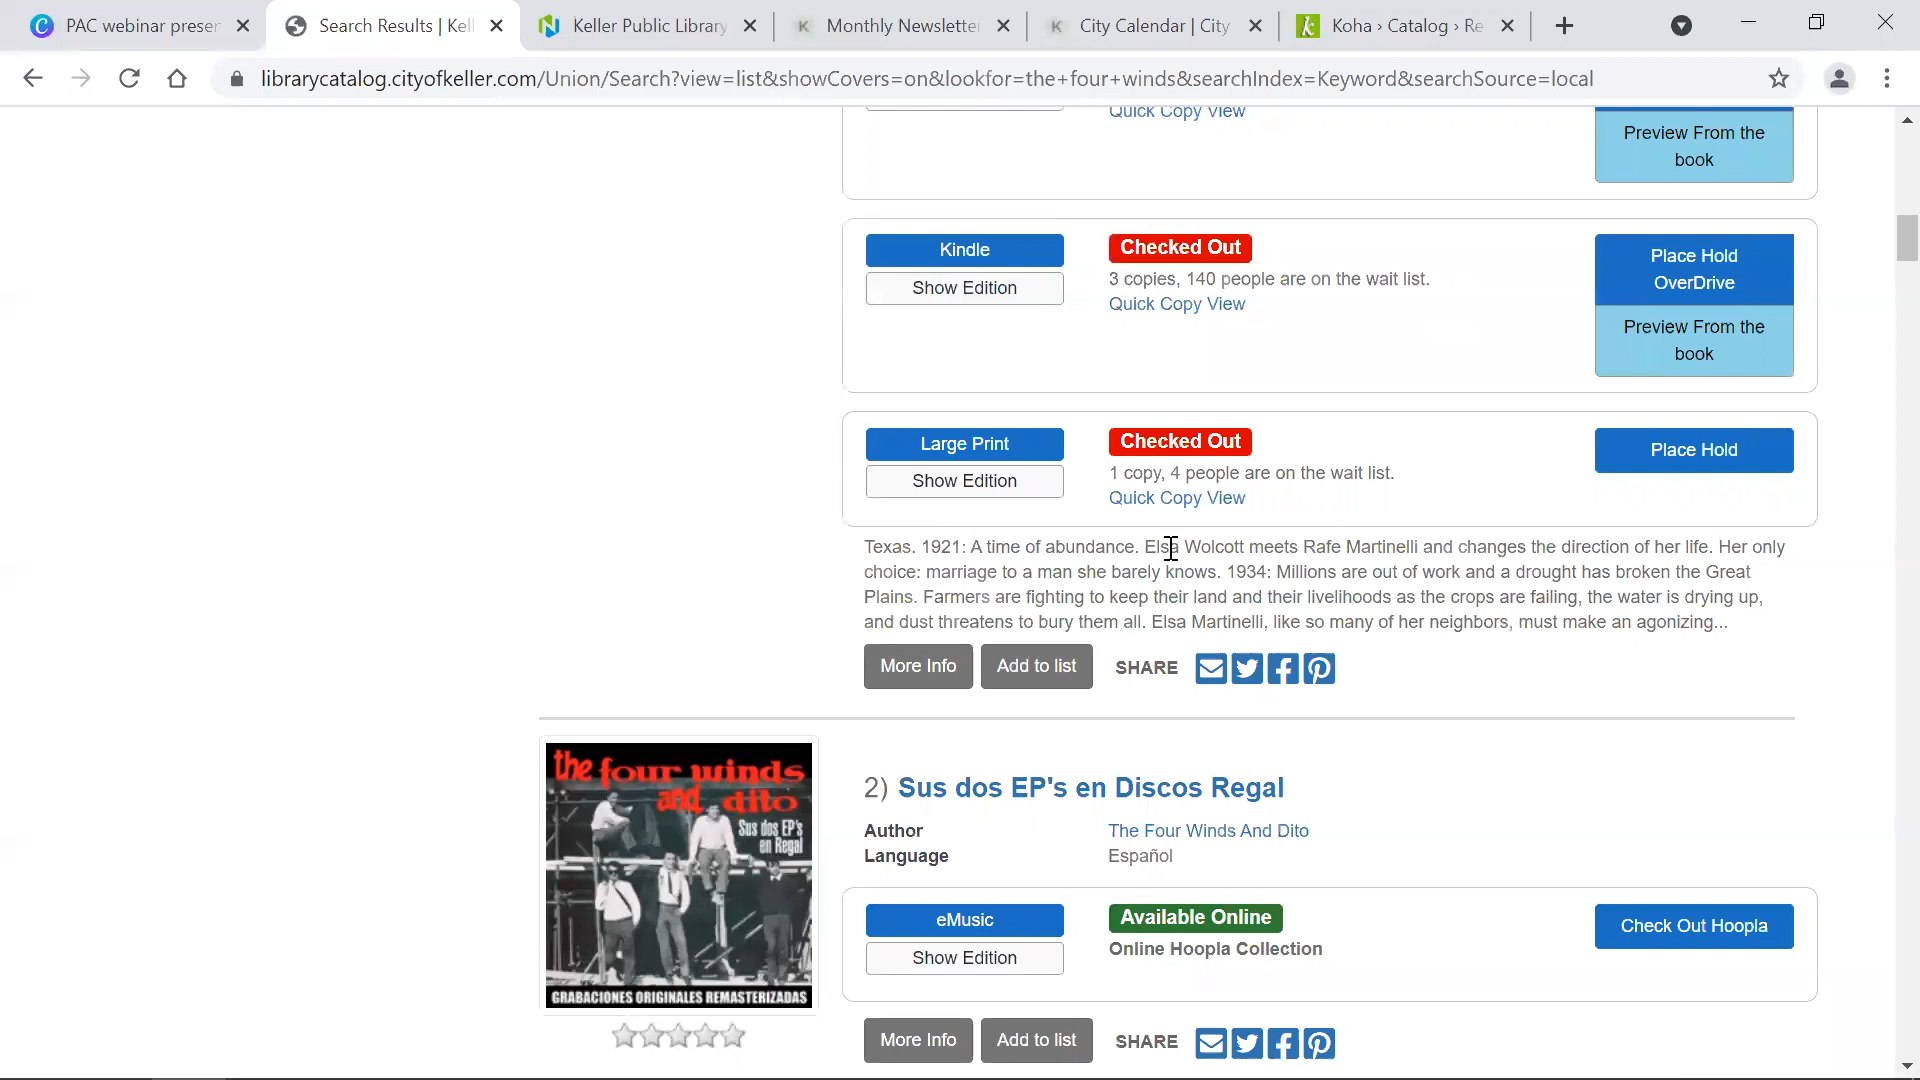 PAC webinar preser
Search Results | Kell
Keller Public Library
Monthly Newslette
City Calendar | City
Koha › Catalog › Re
librarycatalog.cityofkeller.com/Union/Search?view=list&showCovers=on&lookfor=the+four+winds&searchIndex=Keyword&searchSource=local
Quick Copy View
Preview From the
book
Kindle
Show Edition
Checked Out
3 copies, 140 people are on the wait list.
Quick Copy View
Place Hold
OverDrive
Preview From the
book
Large Print
Show Edition
Checked Out
1 copy, 4 people are on the wait list.
Quick Copy View
Place Hold
Texas. 1921: A time of abundance. Elsa Wolcott meets Rafe Martinelli and changes the direction of her life. Her only
choice: marriage to a man she barely knows. 1934: Millions are out of work and a drought has broken the Great
Plains. Farmers are fighting to keep their land and their livelihoods as the crops are failing, the water is drying up,
and dust threatens to bury them all. Elsa Martinelli, like so many of her neighbors, must make an agonizing...
More Info
Add to list
SHARE
the four winds
and dito
Sus dos EP's
en Regal
GRABACIONES ORIGINALES REMASTERIZADAS
2) Sus dos EP's en Discos Regal
Author The Four Winds And Dito
Language Español
eMusic
Show Edition
Available Online
Online Hoopla Collection
Check Out Hoopla
More Info
Add to list
SHARE